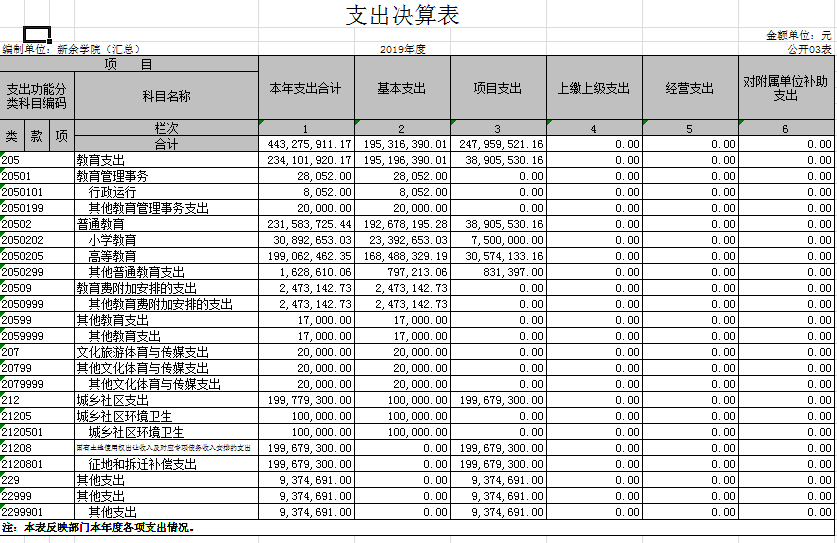 支出决算表
金额单位：元
编制单位：新余学院（汇总） 2019年度 公开03表
项 目 本年支出合计 基本支出 项目支出 上缴上级支出 经营支出 对附属单位补助支出
支出功能分类科目编码 科目名称
类 款 项 栏次 1 2 3 4 5 6
合计 443,275,911.17 195,316,390.01 247,959,521.16 0.00 0.00 0.00
205 教育支出 234,101,920.17 195,196,390.01 38,905,530.16 0.00 0.00 0.00
20501 教育管理事务 28,052.00 28,052.00 0.00 0.00 0.00 0.00
2050101 行政运行 8,052.00 8,052.00 0.00 0.00 0.00 0.00
2050199 其他教育管理事务支出 20,000.00 20,000.00 0.00 0.00 0.00 0.00
20502 普通教育 231,583,725.44 192,678,195.28 38,905,530.16 0.00 0.00 0.00
2050202 小学教育 30,892,653.03 23,392,653.03 7,500,000.00 0.00 0.00 0.00
2050205 高等教育 199,062,462.35 168,488,329.19 30,574,133.16 0.00 0.00 0.00
2050299 其他普通教育支出 1,628,610.06 797,213.06 831,397.00 0.00 0.00 0.00
20509 教育费附加安排的支出 2,473,142.73 2,473,142.73 0.00 0.00 0.00 0.00
2050999 其他教育费附加安排的支出 2,473,142.73 2,473,142.73 0.00 0.00 0.00 0.00
20599 其他教育支出 17,000.00 17,000.00 0.00 0.00 0.00 0.00
2059999 其他教育支出 17,000.00 17,000.00 0.00 0.00 0.00 0.00
207 文化旅游体育与传媒支出 20,000.00 20,000.00 0.00 0.00 0.00 0.00
20799 其他文化体育与传媒支出 20,000.00 20,000.00 0.00 0.00 0.00 0.00
2079999 其他文化体育与传媒支出 20,000.00 20,000.00 0.00 0.00 0.00 0.00
212 城乡社区支出 199,779,300.00 100,000.00 199,679,300.00 0.00 0.00 0.00
21205 城乡社区环境卫生 100,000.00 100,000.00 0.00 0.00 0.00 0.00
2120501 城乡社区环境卫生 100,000.00 100,000.00 0.00 0.00 0.00 0.00
21208 国有土地使用权出让收入及对应专项债务收入安排的支出 199,679,300.00 0.00 199,679,300.00 0.00 0.00 0.00
2120801 征地和拆迁补偿支出 199,679,300.00 0.00 199,679,300.00 0.00 0.00 0.00
229 其他支出 9,374,691.00 0.00 9,374,691.00 0.00 0.00 0.00
22999 其他支出 9,374,691.00 0.00 9,374,691.00 0.00 0.00 0.00
2299901 其他支出 9,374,691.00 0.00 9,374,691.00 0.00 0.00 0.00
注：本表反映部门本年度各项支出情况。